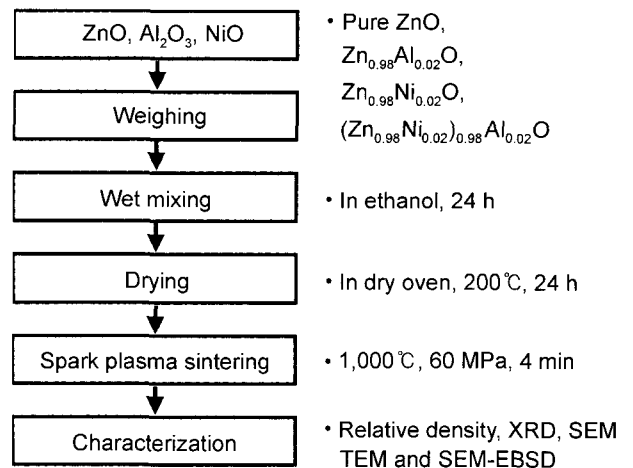 ZnO, Al₂O₃, NiO
• Pure ZnO,
Zn₀.₉₈Al₀.₀₂O,
Zn₀.₉₈Ni₀.₀₂O,
(Zn₀.₉₈Ni₀.₀₂)₀.₉₈Al₀.₀₂O
Weighing
Wet mixing
• In ethanol, 24 h
Drying
• In dry oven, 200℃, 24 h
Spark plasma sintering
• 1,000℃, 60 MPa, 4 min
Characterization
• Relative density, XRD, SEM
TEM and SEM-EBSD